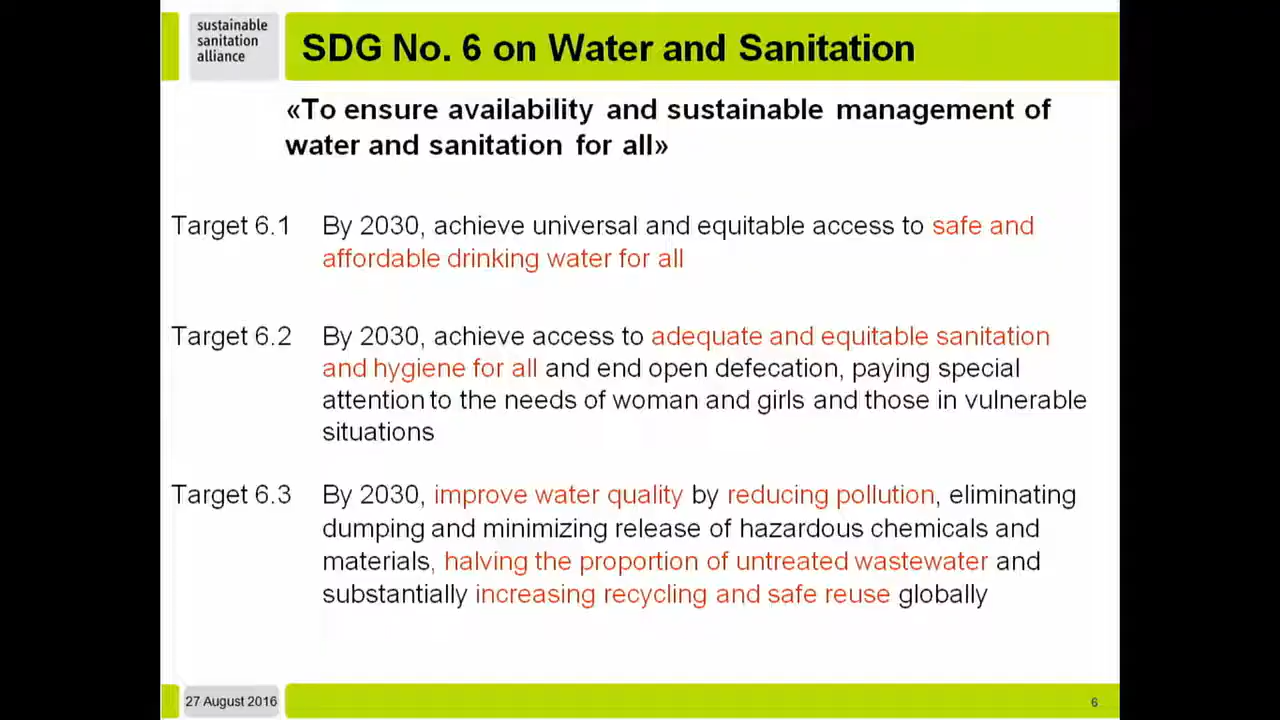 sustainable
sanitation
alliance
SDG No. 6 on Water and Sanitation
«To ensure availability and sustainable management of
water and sanitation for all»
Target 6.1 By 2030, achieve universal and equitable access to safe and
affordable drinking water for all
Target 6.2 By 2030, achieve access to adequate and equitable sanitation
and hygiene for all and end open defecation, paying special
attention to the needs of woman and girls and those in vulnerable
situations
Target 6.3 By 2030, improve water quality by reducing pollution, eliminating
dumping and minimizing release of hazardous chemicals and
materials, halving the proportion of untreated wastewater and
substantially increasing recycling and safe reuse globally
27 August 2016
6